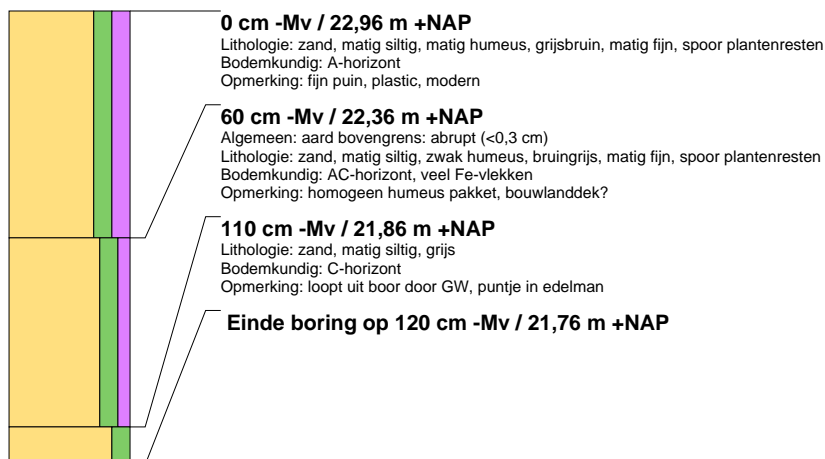 0 cm -Mv / 22,96 m +NAP
Lithologie: zand, matig siltig, matig humeus, grijsbruin, matig fijn, spoor plantenresten
Bodemkundig: A-horizont
Opmerking: fijn puin, plastic, modern
60 cm -Mv / 22,36 m +NAP
Algemeen: aard bovengrens: abrupt (<0,3 cm)
Lithologie: zand, matig siltig, zwak humeus, bruingrijs, matig fijn, spoor plantenresten
Bodemkundig: AC-horizont, veel Fe-vlekken
Opmerking: homogeen humeus pakket, bouwlanddek?
110 cm -Mv / 21,86 m +NAP
Lithologie: zand, matig siltig, grijs
Bodemkundig: C-horizont
Opmerking: loopt uit boor door GW, puntje in edelman
Einde boring op 120 cm -Mv / 21,76 m +NAP